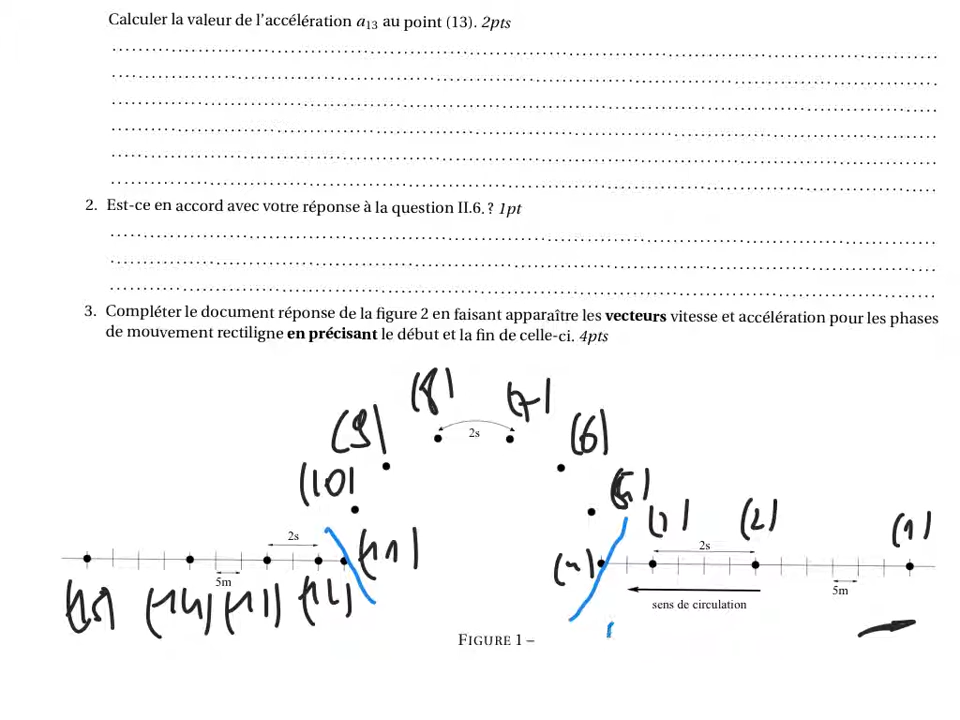 Calculer la valeur de l'accélération a13 au point (13). 2pts
2. Est-ce en accord avec votre réponse à la question II.6.? 1pt
3. Compléter le document réponse de la figure 2 en faisant apparaître les vecteurs vitesse et accélération pour les phases
de mouvement rectiligne en précisant le début et la fin de celle-ci. 4pts
(8) (7)
2s
(9) (6)
(10) (5)
2s (11) (2) (1)
2s
5m 5m
(14) (12)
sens de circulation
FIGURE 1 –